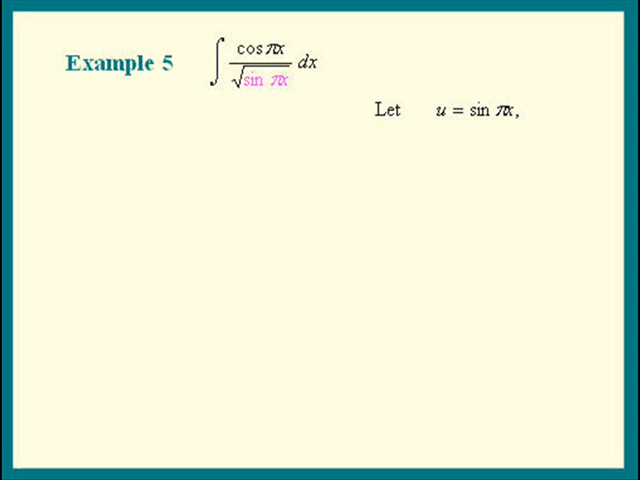 Example 5 ∫ cos πx / √sin πx dx
Let u = sin πx,